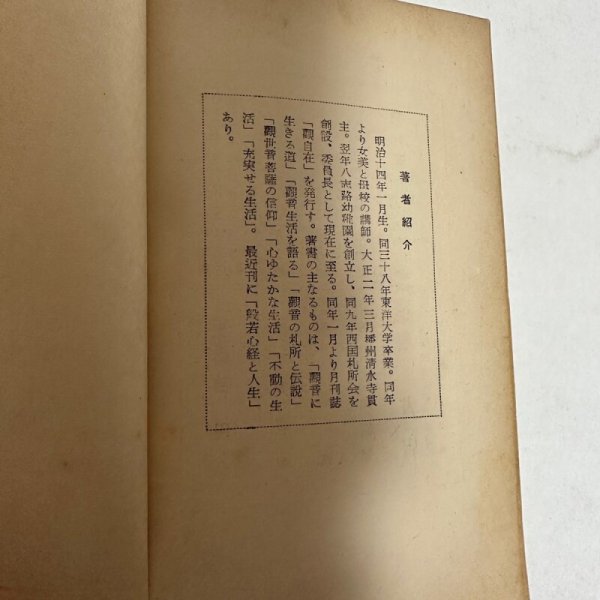 著者紹介
明治十四年一月生。同三十八年東洋大学卒業。同年
より女美と母校の講師。大正二年三月播州清水寺貫
主。翌年八志路幼稚園を創立し、同九年西国札所会を
創設、委員長として現在に至る。同年一月より月刊誌
「觀自在」を発行す。著書の主なるものは、「觀音に
生きる道」「觀音生活を語る」「觀音の札所と伝説」
「觀世音菩薩の信仰」「心ゆたかな生活」「不動の生
活」「充実せる生活」。最近刊に「般若心経と人生」
あり。